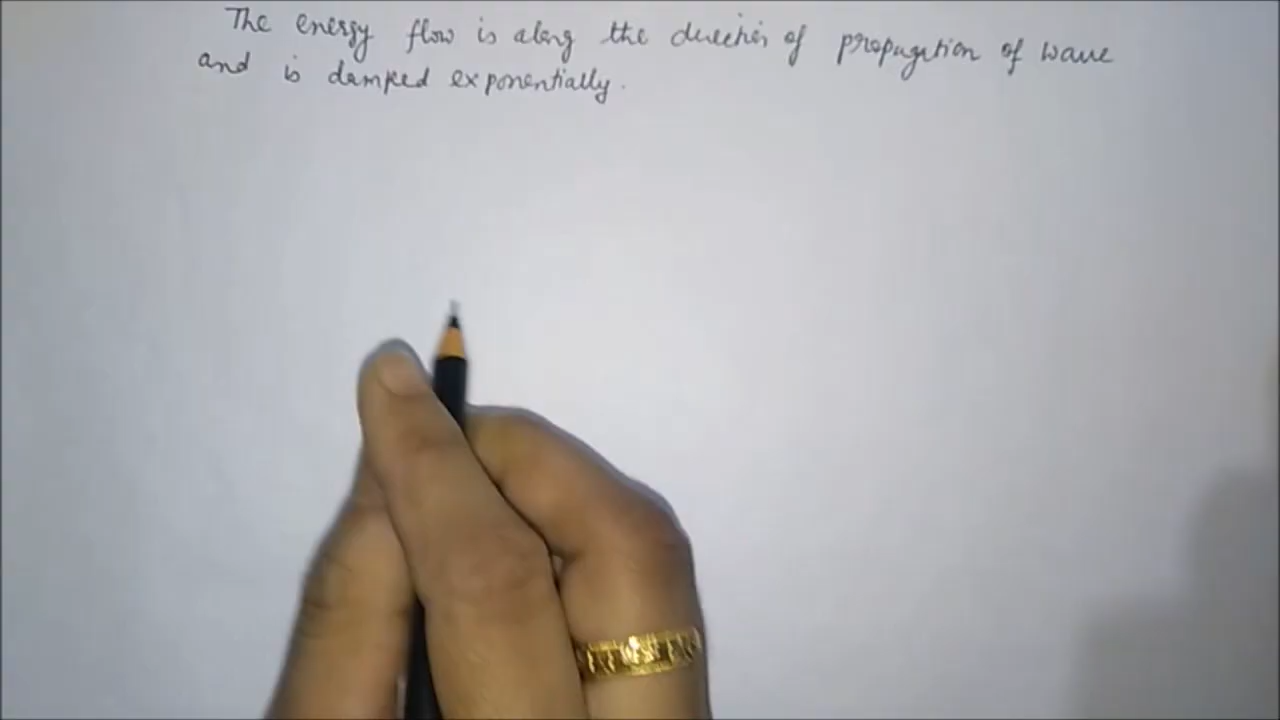 The energy flow is along the direction of propagation of wave
and is damped exponentially.